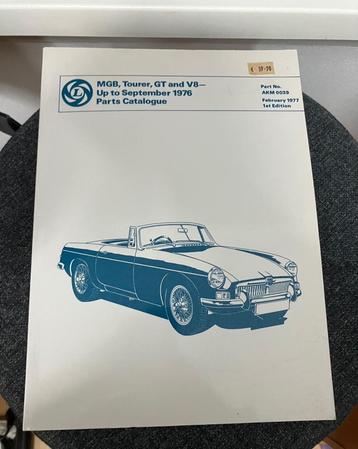 L
MGB, Tourer, GT and V8—
Up to September 1976
Parts Catalogue
Part No.
AKM 0039
February 1977
1st Edition